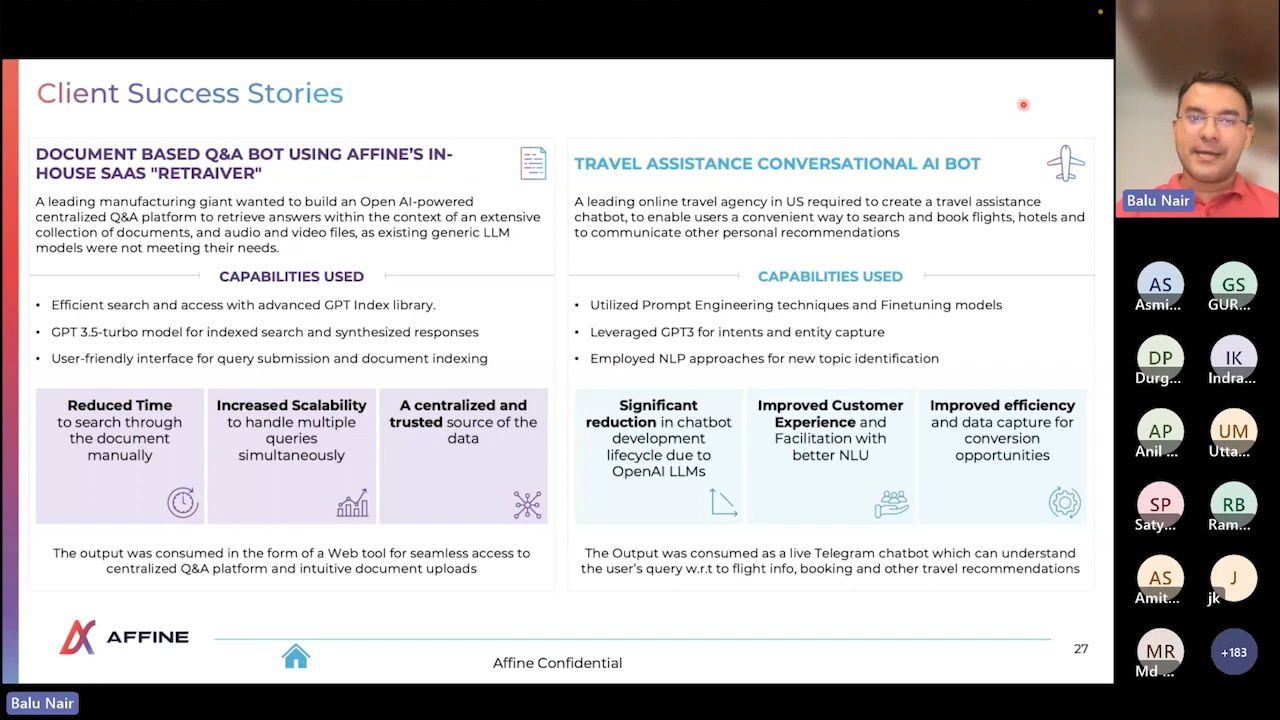 Client Success Stories
DOCUMENT BASED Q&A BOT USING AFFINE'S IN-
HOUSE SAAS "RETRAIVER"
A leading manufacturing giant wanted to build an Open AI-powered
centralized Q&A platform to retrieve answers within the context of an extensive
collection of documents, and audio and video files, as existing generic LLM
models were not meeting their needs.
CAPABILITIES USED
• Efficient search and access with advanced GPT Index library.
• GPT 3.5-turbo model for indexed search and synthesized responses
• User-friendly interface for query submission and document indexing
Reduced Time
to search through
the document
manually
Increased Scalability
to handle multiple
queries
simultaneously
A centralized and
trusted source of the
data
The output was consumed in the form of a Web tool for seamless access to
centralized Q&A platform and intuitive document uploads
TRAVEL ASSISTANCE CONVERSATIONAL AI BOT
A leading online travel agency in US required to create a travel assistance
chatbot, to enable users a convenient way to search and book flights, hotels and
to communicate other personal recommendations
CAPABILITIES USED
• Utilized Prompt Engineering techniques and Finetuning models
• Leveraged GPT3 for intents and entity capture
• Employed NLP approaches for new topic identification
Significant
reduction in chatbot
development
lifecycle due to
OpenAI LLMs
Improved Customer
Experience and
Facilitation with
better NLU
Improved efficiency
and data capture for
conversion
opportunities
The Output was consumed as a live Telegram chatbot which can understand
the user's query w.r.t to flight info, booking and other travel recommendations
AFFINE
Affine Confidential
27
Balu Nair
Balu Nair
AS
Asmi...
GS
GUR...
DP
Durg...
IK
Indra...
AP
Anil ...
UM
Utta...
SP
Saty...
RB
Ram...
AS
Amit...
J
jk
MR
Md ...
+183